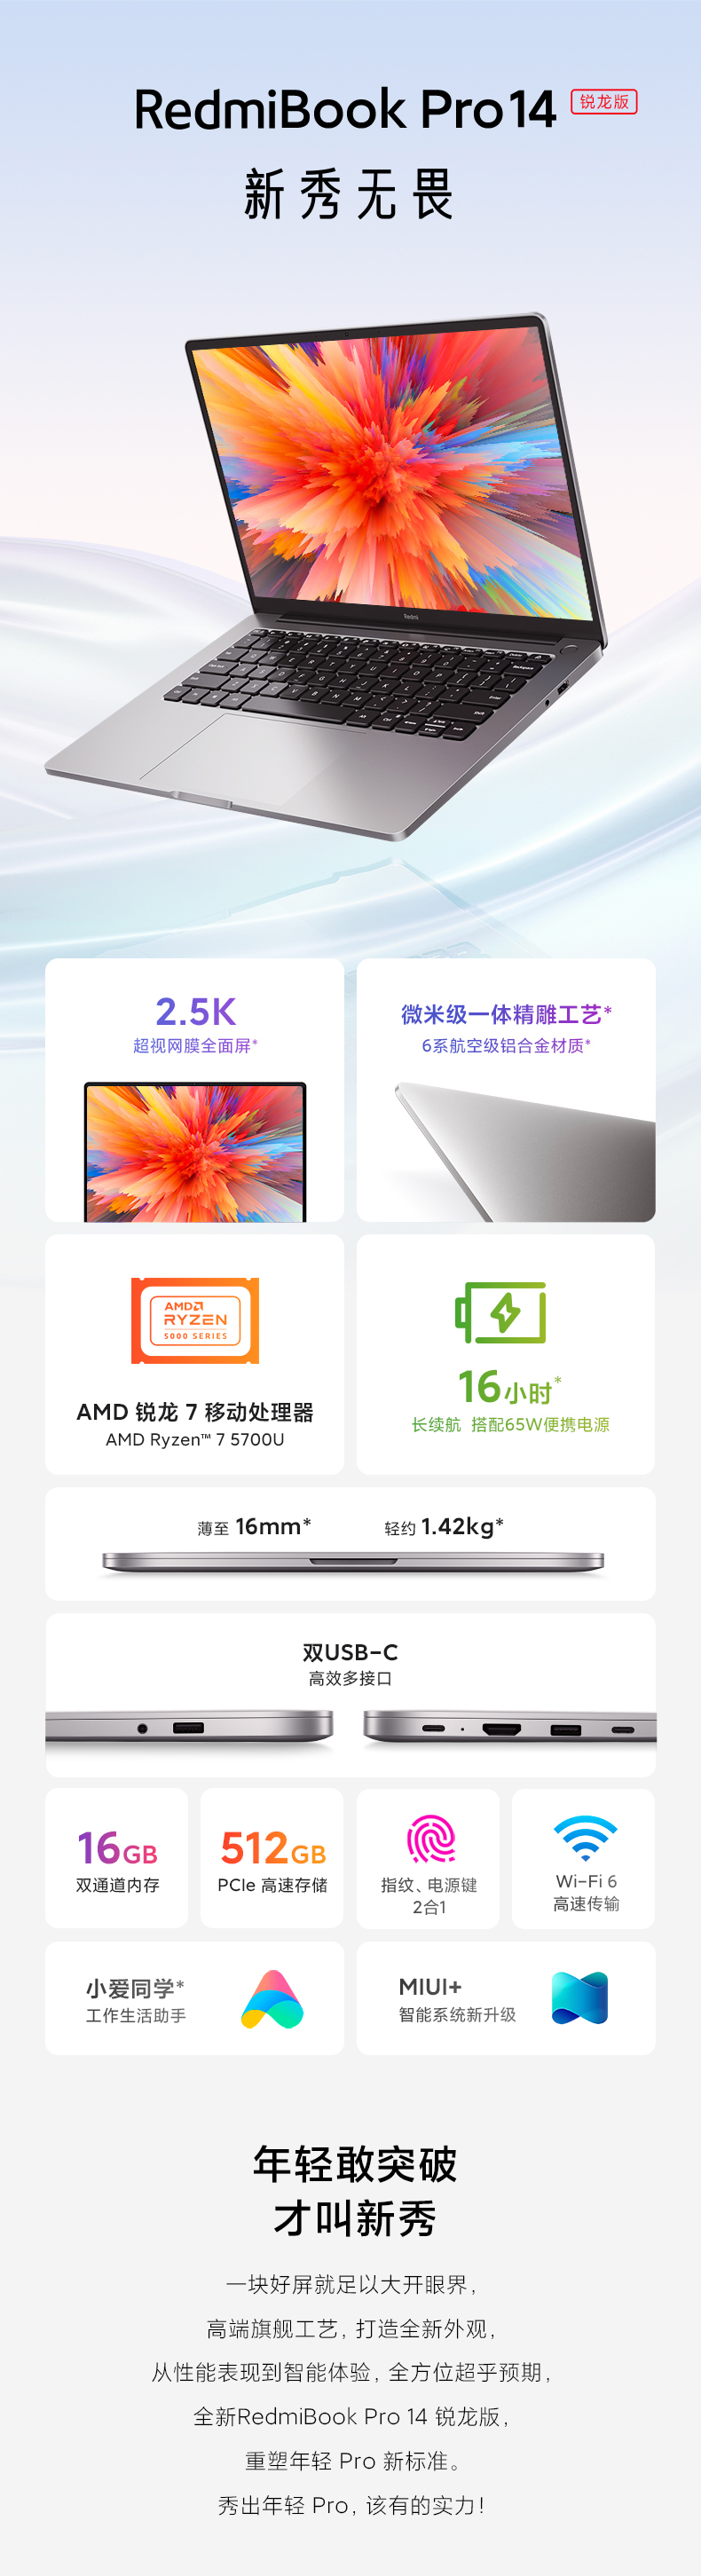 RedmiBook Pro 14 锐龙版
新秀无畏
Redmi
2.5K
超视网膜全面屏*
微米级一体精雕工艺*
6系航空级铝合金材质*
AMD
RYZEN
5000 SERIES
AMD 锐龙 7 移动处理器
AMD Ryzen™ 7 5700U
16小时*
长续航 搭配65W便携电源
薄至 16mm*
轻约 1.42kg*
双USB-C
高效多接口
16GB
双通道内存
512GB
PCIe 高速存储
指纹、电源键
2合1
Wi-Fi 6
高速传输
小爱同学*
工作生活助手
MIUI+
智能系统新升级
年轻敢突破
才叫新秀
一块好屏就足以大开眼界，
高端旗舰工艺，打造全新外观，
从性能表现到智能体验，全方位超乎预期，
全新RedmiBook Pro 14 锐龙版，
重塑年轻 Pro 新标准。
秀出年轻 Pro，该有的实力！